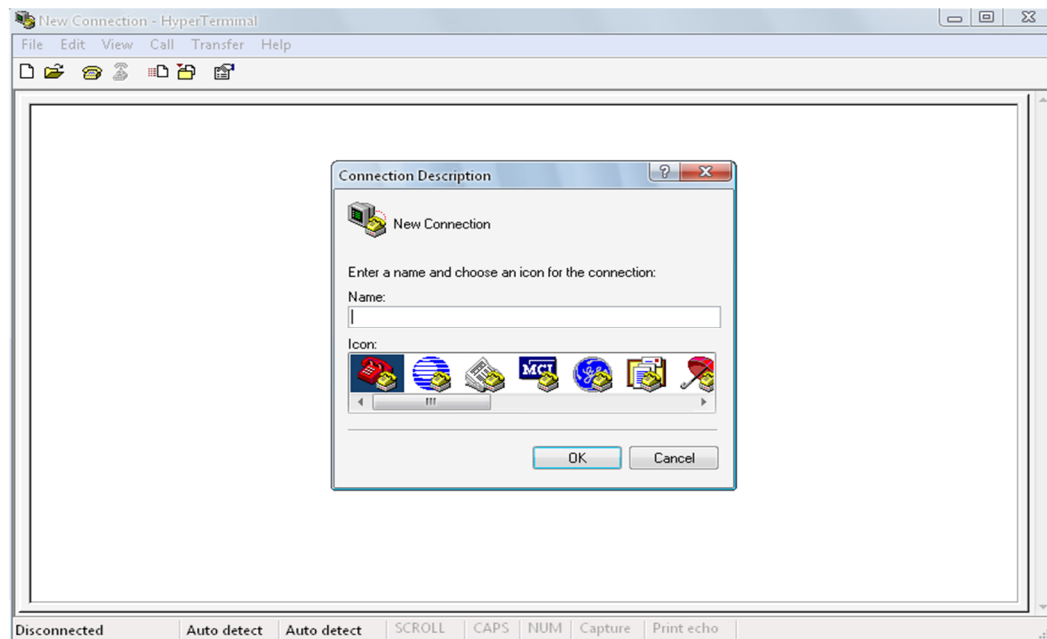 New Connection - HyperTerminal
File Edit View Call Transfer Help
Connection Description
New Connection
Enter a name and choose an icon for the connection:
Name:
Icon:
MCI
OK Cancel
Disconnected Auto detect Auto detect SCROLL CAPS NUM Capture Print echo